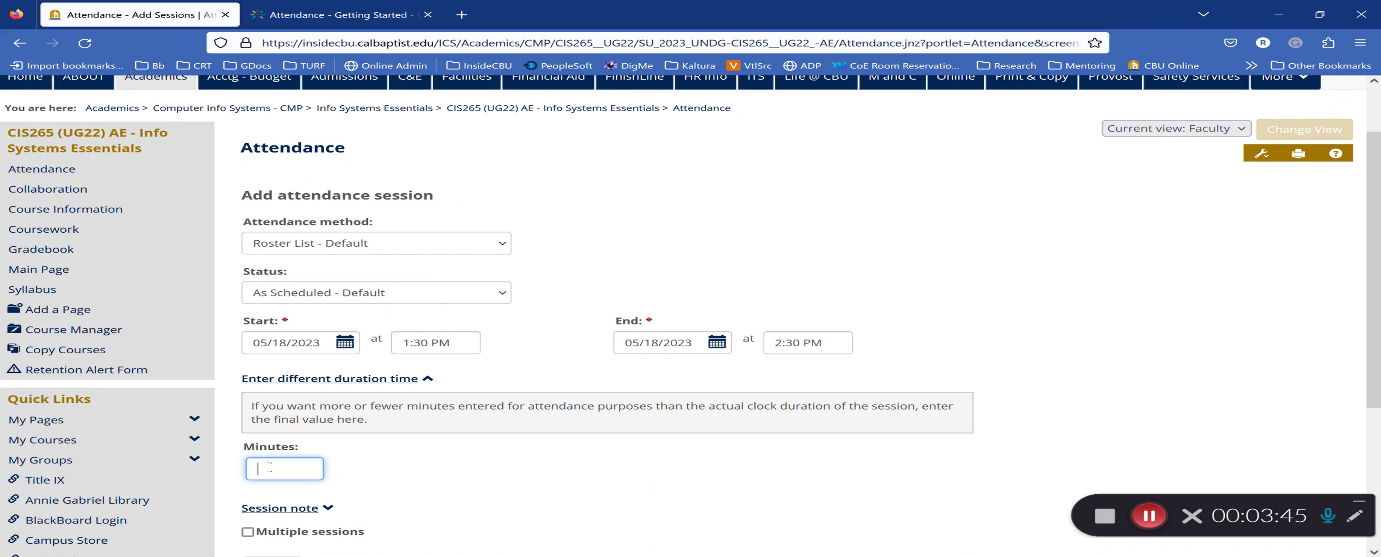 Attendance - Add Sessions | Att
Attendance - Getting Started -
https://insidecbu.calbaptist.edu/ICS/Academics/CMP/CIS265__UG22/SU_2023_UNDG-CIS265__UG22_-AE/Attendance.jnz?portlet=Attendance&screen
Import bookmarks... Bb CRT GDocs TURF Online Admin InsideCBU PeopleSoft DigMe Kaltura VtlSrc ADP CoE Room Reservatio... Research Mentoring CBU Online Other Bookmarks
Home ABOUT Academics Acctg - Budget Admissions C&E Facilities Financial Aid FinishLine HR Info ITS Life @ CBU M and C Online Print & Copy Provost Safety Services More
You are here: Academics > Computer Info Systems - CMP > Info Systems Essentials > CIS265 (UG22) AE - Info Systems Essentials > Attendance
CIS265 (UG22) AE - Info
Systems Essentials
Attendance
Collaboration
Course Information
Coursework
Gradebook
Main Page
Syllabus
Add a Page
Course Manager
Copy Courses
Retention Alert Form
Quick Links
My Pages
My Courses
My Groups
Title IX
Annie Gabriel Library
BlackBoard Login
Campus Store
Current view: Faculty Change View
Attendance
Add attendance session
Attendance method:
Roster List - Default
Status:
As Scheduled - Default
Start: * End: *
05/18/2023 at 1:30 PM 05/18/2023 at 2:30 PM
Enter different duration time
If you want more or fewer minutes entered for attendance purposes than the actual clock duration of the session, enter
the final value here.
Minutes:
Session note
Multiple sessions
00:03:45